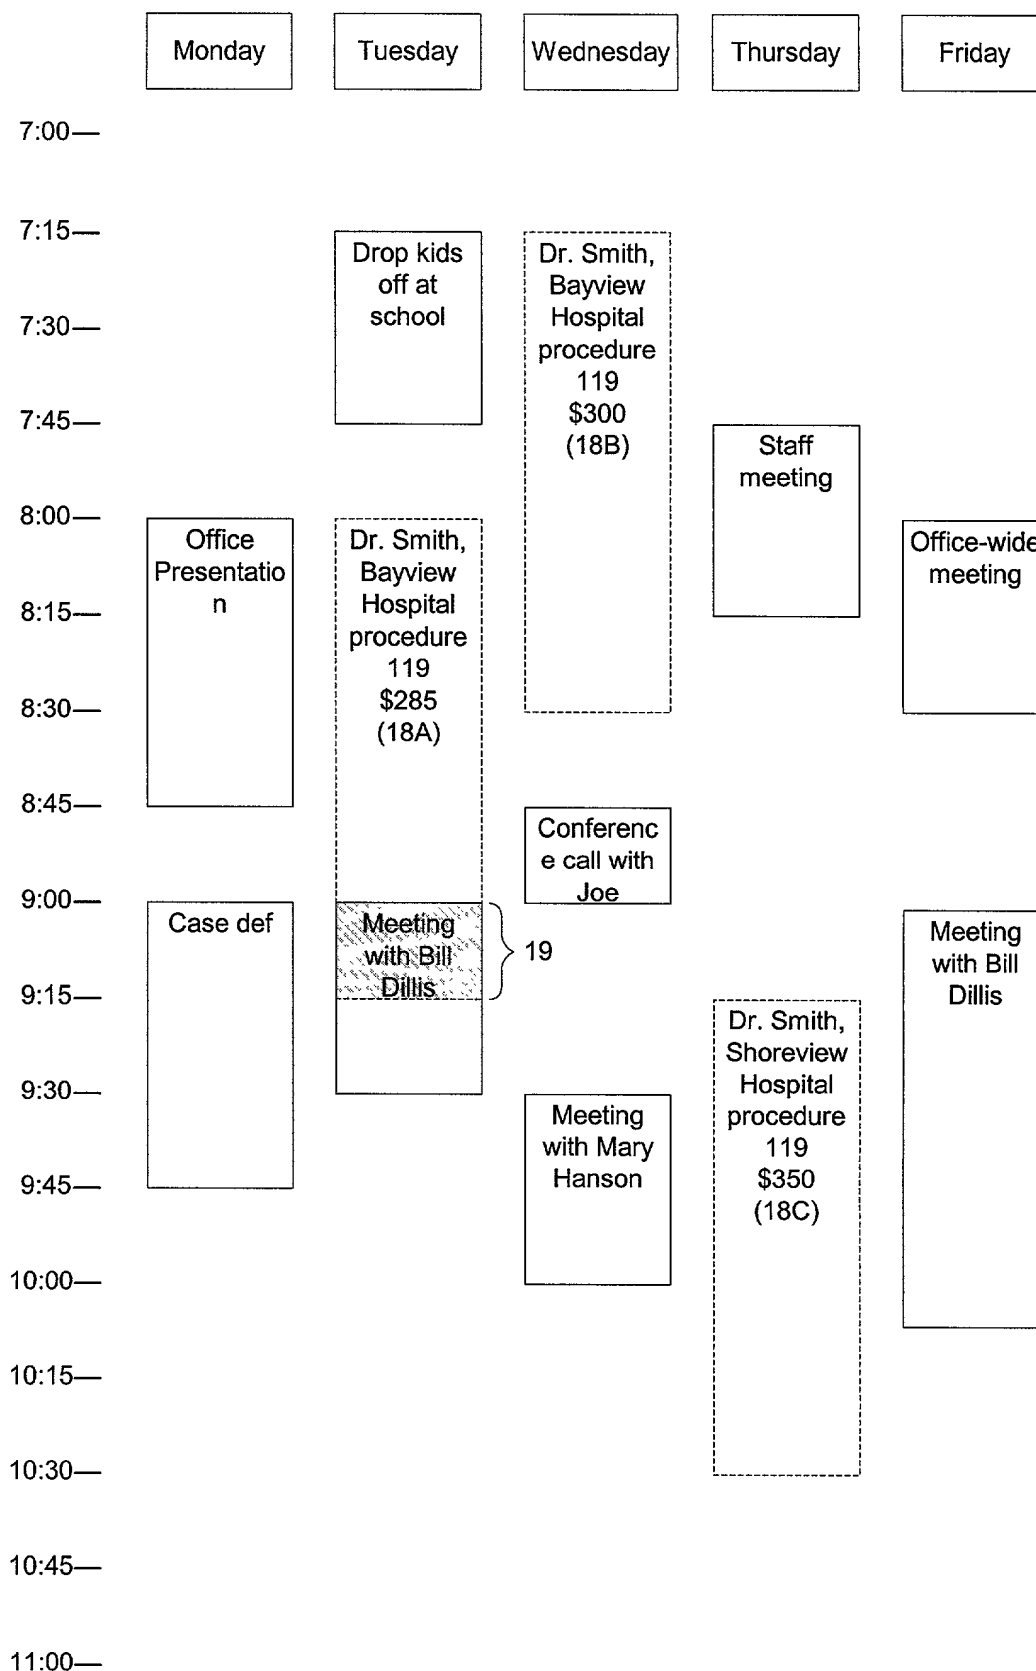 Monday
Tuesday
Wednesday
Thursday
Friday
7:00
7:15
7:30
7:45
8:00
8:15
8:30
8:45
9:00
9:15
9:30
9:45
10:00
10:15
10:30
10:45
11:00
Office
Presentatio
n
Case def
Drop kids
off at
school
Dr. Smith,
Bayview
Hospital
procedure
119
$285
(18A)
Meeting
with Bill
Dillis
19
Dr. Smith,
Bayview
Hospital
procedure
119
$300
(18B)
Conferenc
e call with
Joe
Meeting
with Mary
Hanson
Staff
meeting
Dr. Smith,
Shoreview
Hospital
procedure
119
$350
(18C)
Office-wide
meeting
Meeting
with Bill
Dillis